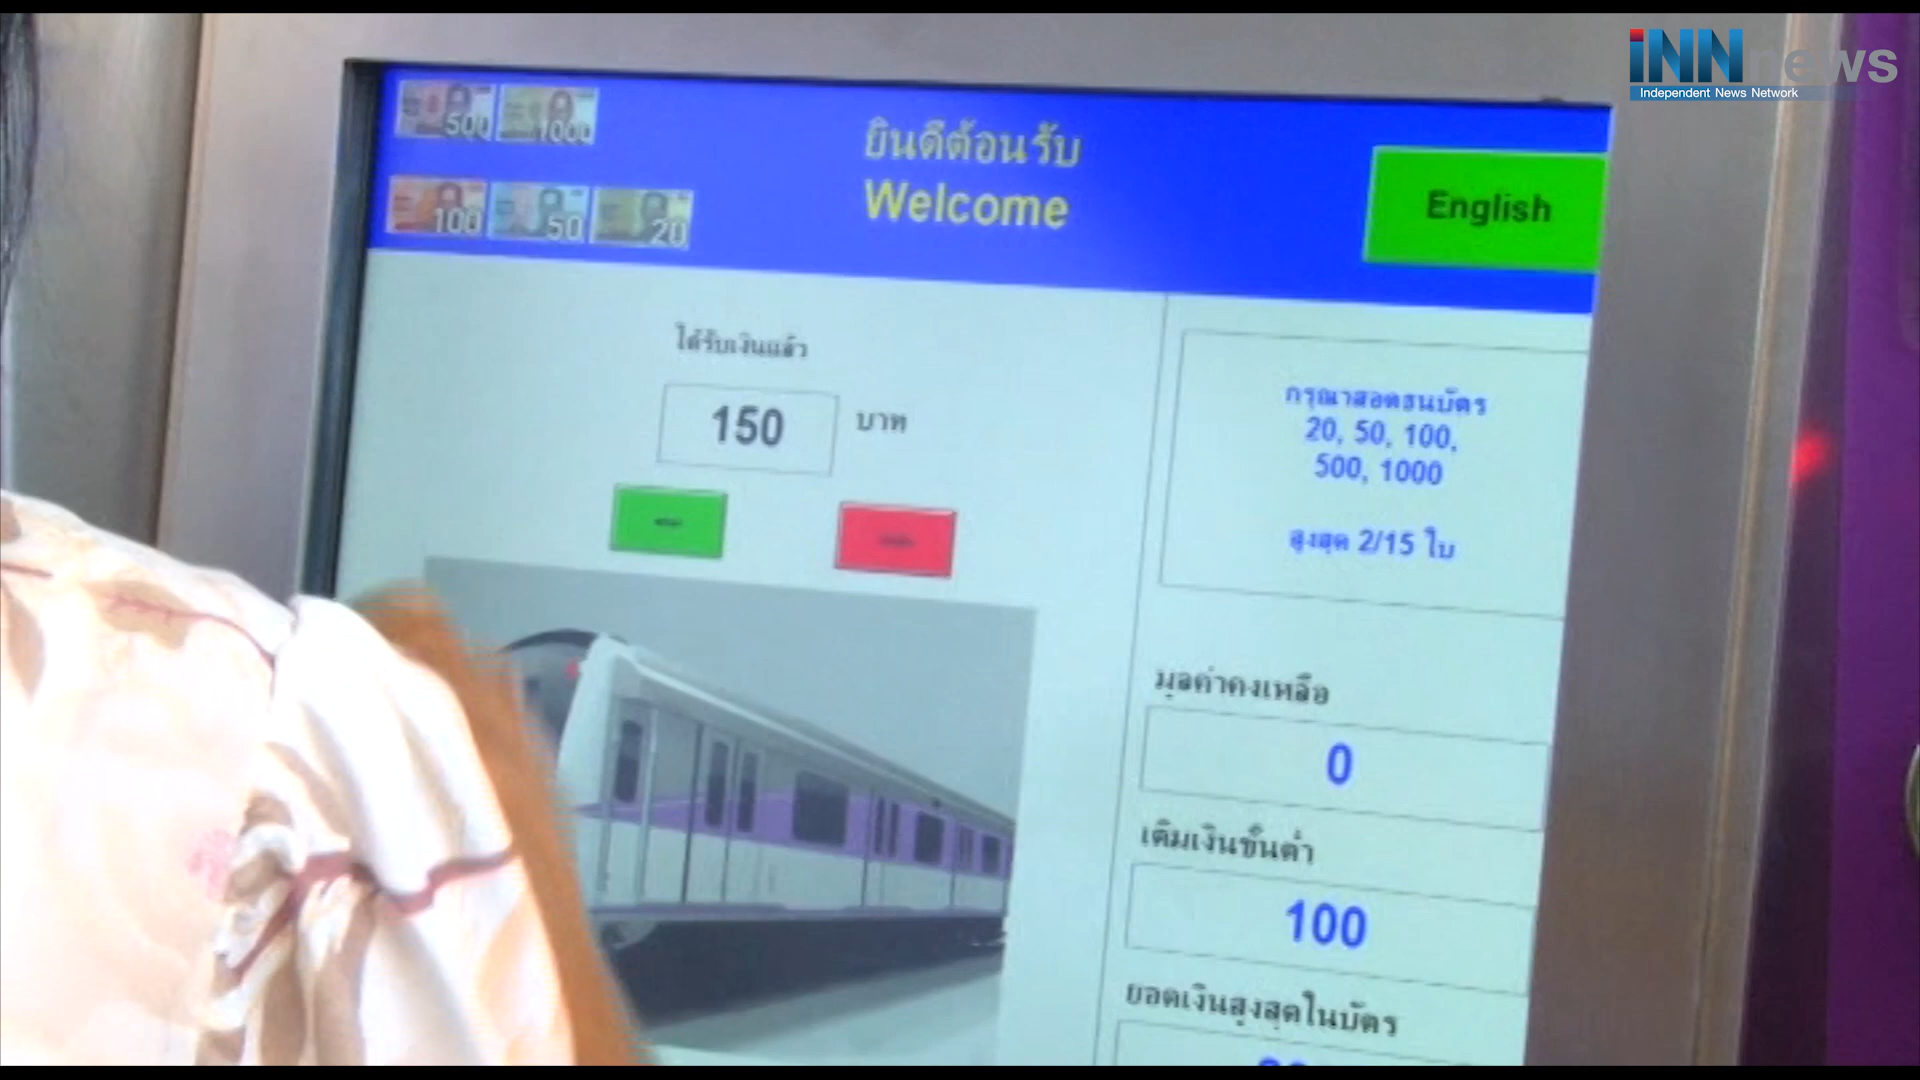 iNNnews
Independent News Network
500 1000
100 50 20
ยินดีต้อนรับ
Welcome
English
ได้รับเงินแล้ว
150 บาท
กรุณาสอดธนบัตร
20, 50, 100,
500, 1000
สูงสุด 2/15 ใบ
มูลค่าคงเหลือ
0
เติมเงินขั้นต่ำ
100
ยอดเงินสูงสุดในบัตร